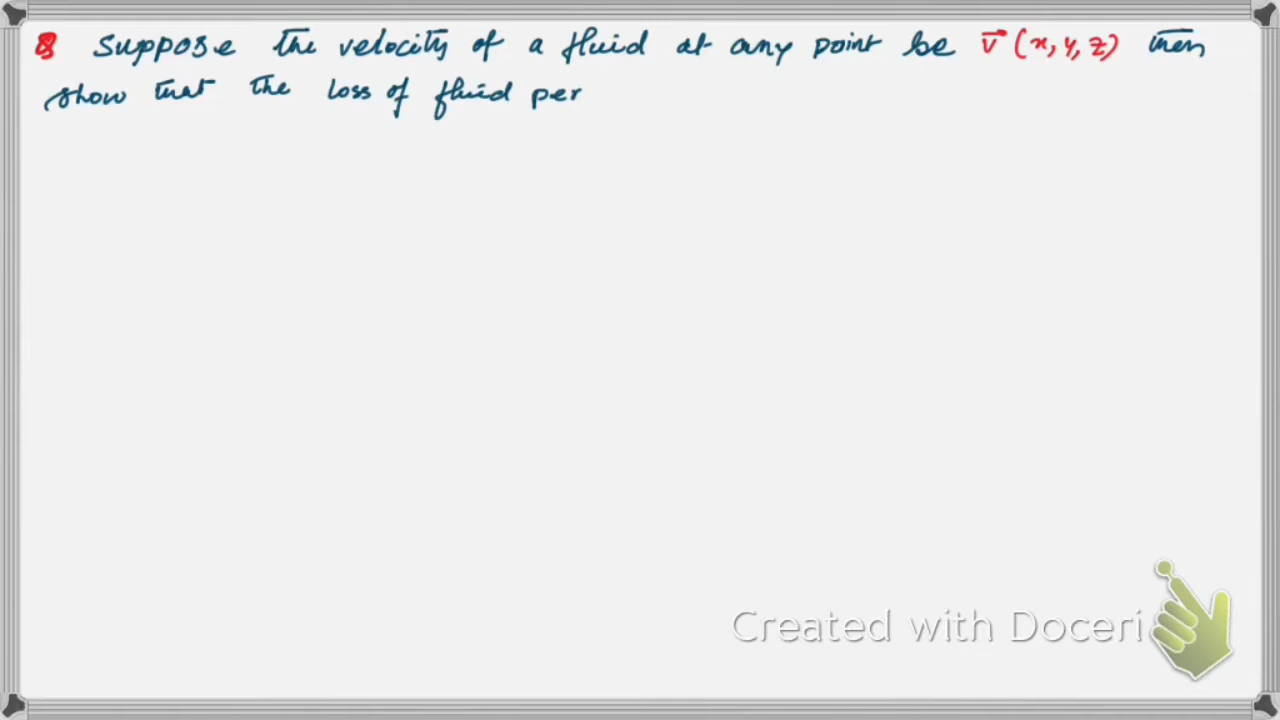 Q Suppose the velocity of a fluid at any point be v⃗ (x, y, z) then
show that the loss of fluid per
Created with Doceri